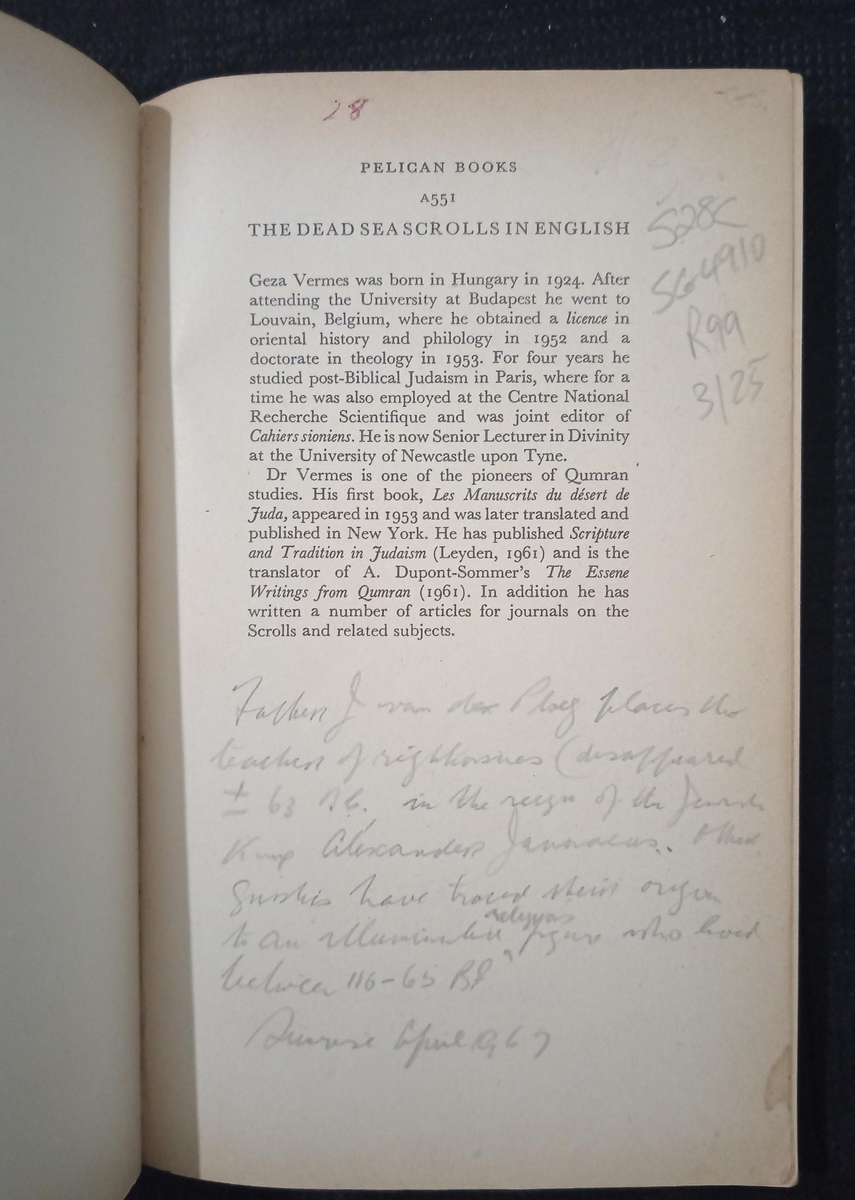 28
PELICAN BOOKS
A551
THE DEAD SEA SCROLLS IN ENGLISH
S28C
SG4910
R99
3/25
Geza Vermes was born in Hungary in 1924. After
attending the University at Budapest he went to
Louvain, Belgium, where he obtained a licence in
oriental history and philology in 1952 and a
doctorate in theology in 1953. For four years he
studied post-Biblical Judaism in Paris, where for a
time he was also employed at the Centre National
Recherche Scientifique and was joint editor of
Cahiers sioniens. He is now Senior Lecturer in Divinity
at the University of Newcastle upon Tyne.
Dr Vermes is one of the pioneers of Qumran
studies. His first book, Les Manuscrits du désert de
Juda, appeared in 1953 and was later translated and
published in New York. He has published Scripture
and Tradition in Judaism (Leyden, 1961) and is the
translator of A. Dupont-Sommer's The Essene
Writings from Qumran (1961). In addition he has
written a number of articles for journals on the
Scrolls and related subjects.
Father J van der Ploeg places the
teacher of (disappeared
± 63 B.C. in the reign of the Jewish
King Alexander Jannaeus. Other
have traced their origin
to an figure who lived
between 116-65 BC
April 1967